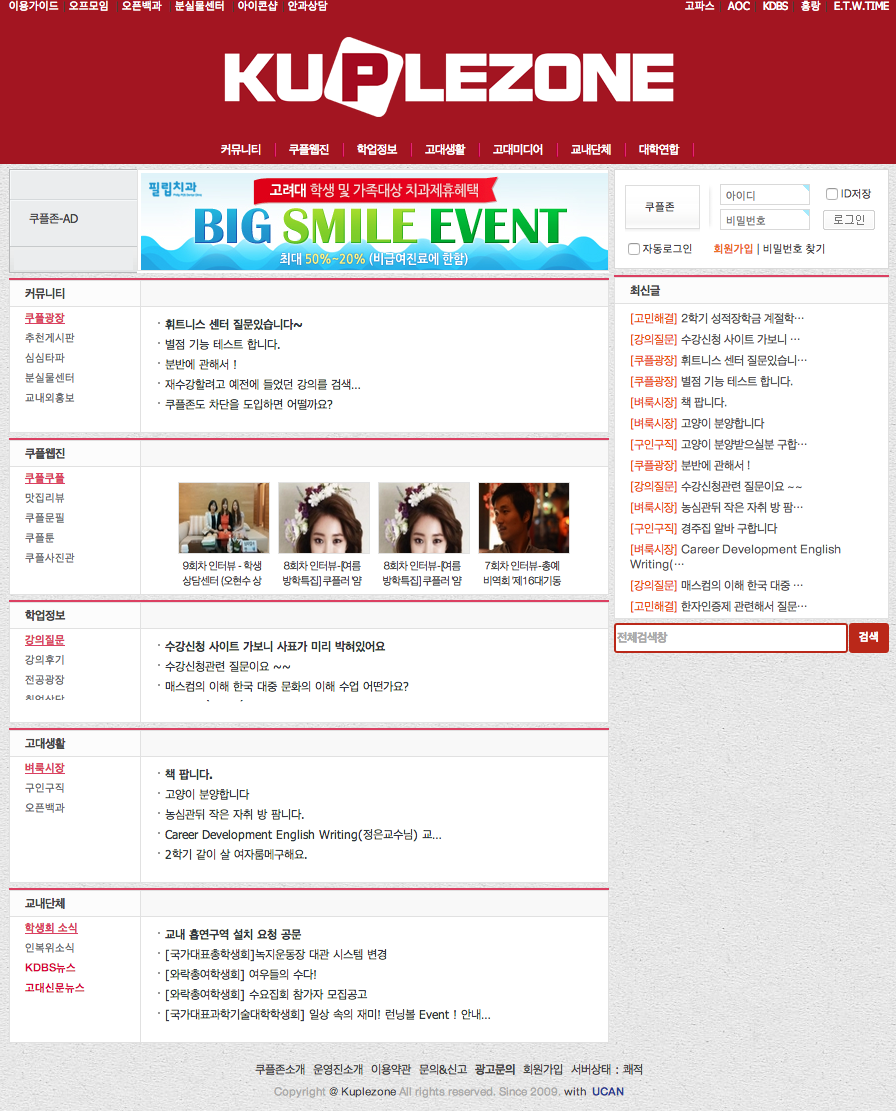 이용가이드 오프모임 오픈백과 분실물센터 아이콘샵 안과상담
고파스 AOC KDBS 호랑 E.T.W.TIME
KUPLEZONE
커뮤니티 쿠플웹진 학업정보 고대생활 고대미디어 교내단체 대학연합
쿠플존-AD
필립치과
고려대 학생 및 가족대상 치과제휴혜택
BIG SMILE EVENT
최대 50%~20% (비급여진료에 한함)
쿠플존
아이디
ID저장
비밀번호
로그인
자동로그인 회원가입 | 비밀번호 찾기
커뮤니티
쿠플광장
추천게시판
심심타파
분실물센터
교내외홍보
· 휘트니스 센터 질문있습니다~
· 별점 기능 테스트 합니다.
· 분반에 관해서 !
· 재수강할려고 예전에 들었던 강의를 검색...
· 쿠플존도 차단을 도입하면 어떨까요?
쿠플웹진
쿠플쿠플
맛집리뷰
쿠플문필
쿠플툰
쿠플사진관
9회차 인터뷰 - 학생
상담센터 (오현수 상
8회차 인터뷰-[여름
방학특집] 쿠플러 '얌
8회차 인터뷰-[여름
방학특집] 쿠플러 '얌
7회차 인터뷰-총예
비역회 '제16대기동
학업정보
강의질문
강의후기
전공광장
취업상담
· 수강신청 사이트 가보니 사표가 미리 박혀있어요
· 수강신청관련 질문이요 ~~
· 매스컴의 이해 한국 대중 문화의 이해 수업 어떤가요?
고대생활
벼룩시장
구인구직
오픈백과
· 책 팝니다.
· 고양이 분양합니다
· 농심관뒤 작은 자취 방 팝니다.
· Career Development English Writing(정은교수님) 교...
· 2학기 같이 살 여자룸메구해요.
교내단체
학생회 소식
인복위소식
KDBS뉴스
고대신문뉴스
· 교내 흡연구역 설치 요청 공문
· [국가대표총학생회]녹지운동장 대관 시스템 변경
· [와락총여학생회] 여우들의 수다!
· [와락총여학생회] 수요집회 참가자 모집공고
· [국가대표과학기술대학학생회] 일상 속의 재미! 런닝볼 Event ! 안내...
최신글
[고민해결] 2학기 성적장학금 계절학…
[강의질문] 수강신청 사이트 가보니 …
[쿠플광장] 휘트니스 센터 질문있습니…
[쿠플광장] 별점 기능 테스트 합니다.
[벼룩시장] 책 팝니다.
[벼룩시장] 고양이 분양합니다
[구인구직] 고양이 분양받으실분 구합…
[쿠플광장] 분반에 관해서 !
[강의질문] 수강신청관련 질문이요 ~~
[벼룩시장] 농심관뒤 작은 자취 방 팝…
[구인구직] 경주집 알바 구합니다
[벼룩시장] Career Development English
Writing(…
[강의질문] 매스컴의 이해 한국 대중 …
[고민해결] 한자인증제 관련해서 질문…
전체검색창
검색
쿠플존소개 운영진소개 이용약관 문의&신고 광고문의 회원가입 서버상태 : 쾌적
Copyright @ Kuplezone All rights reserved. Since 2009. with UCAN